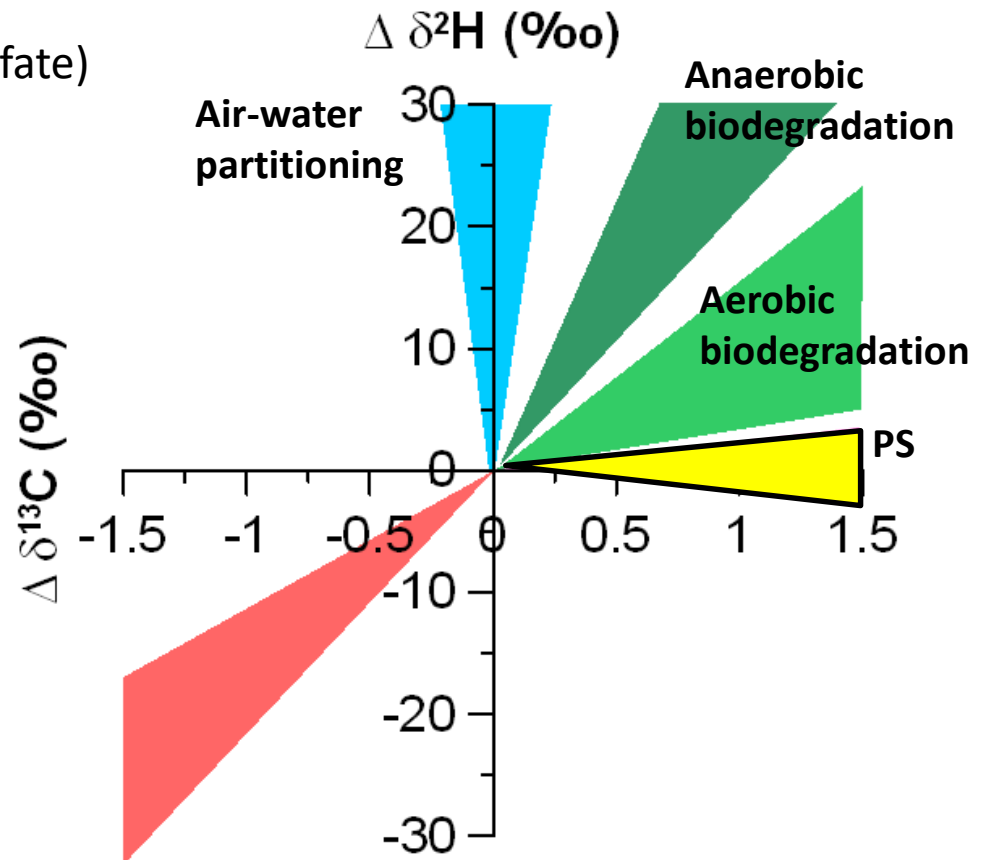 Δ δ²H (‰)
fate)
Anaerobic
biodegradation
Air-water
partitioning
30
20
Aerobic
biodegradation
10
PS
0
Δ δ¹³C (‰)
-1.5 -1 -0.5 0 0.5 1 1.5
-10
-20
-30